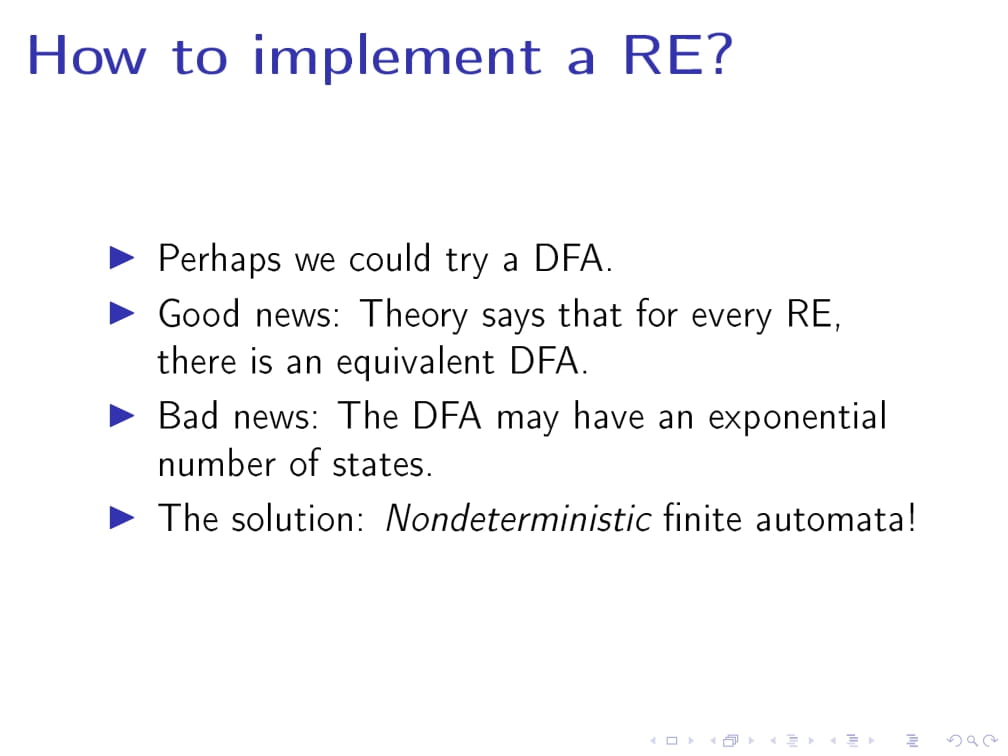 How to implement a RE?
Perhaps we could try a DFA.
Good news: Theory says that for every RE,
there is an equivalent DFA.
Bad news: The DFA may have an exponential
number of states.
The solution: Nondeterministic finite automata!